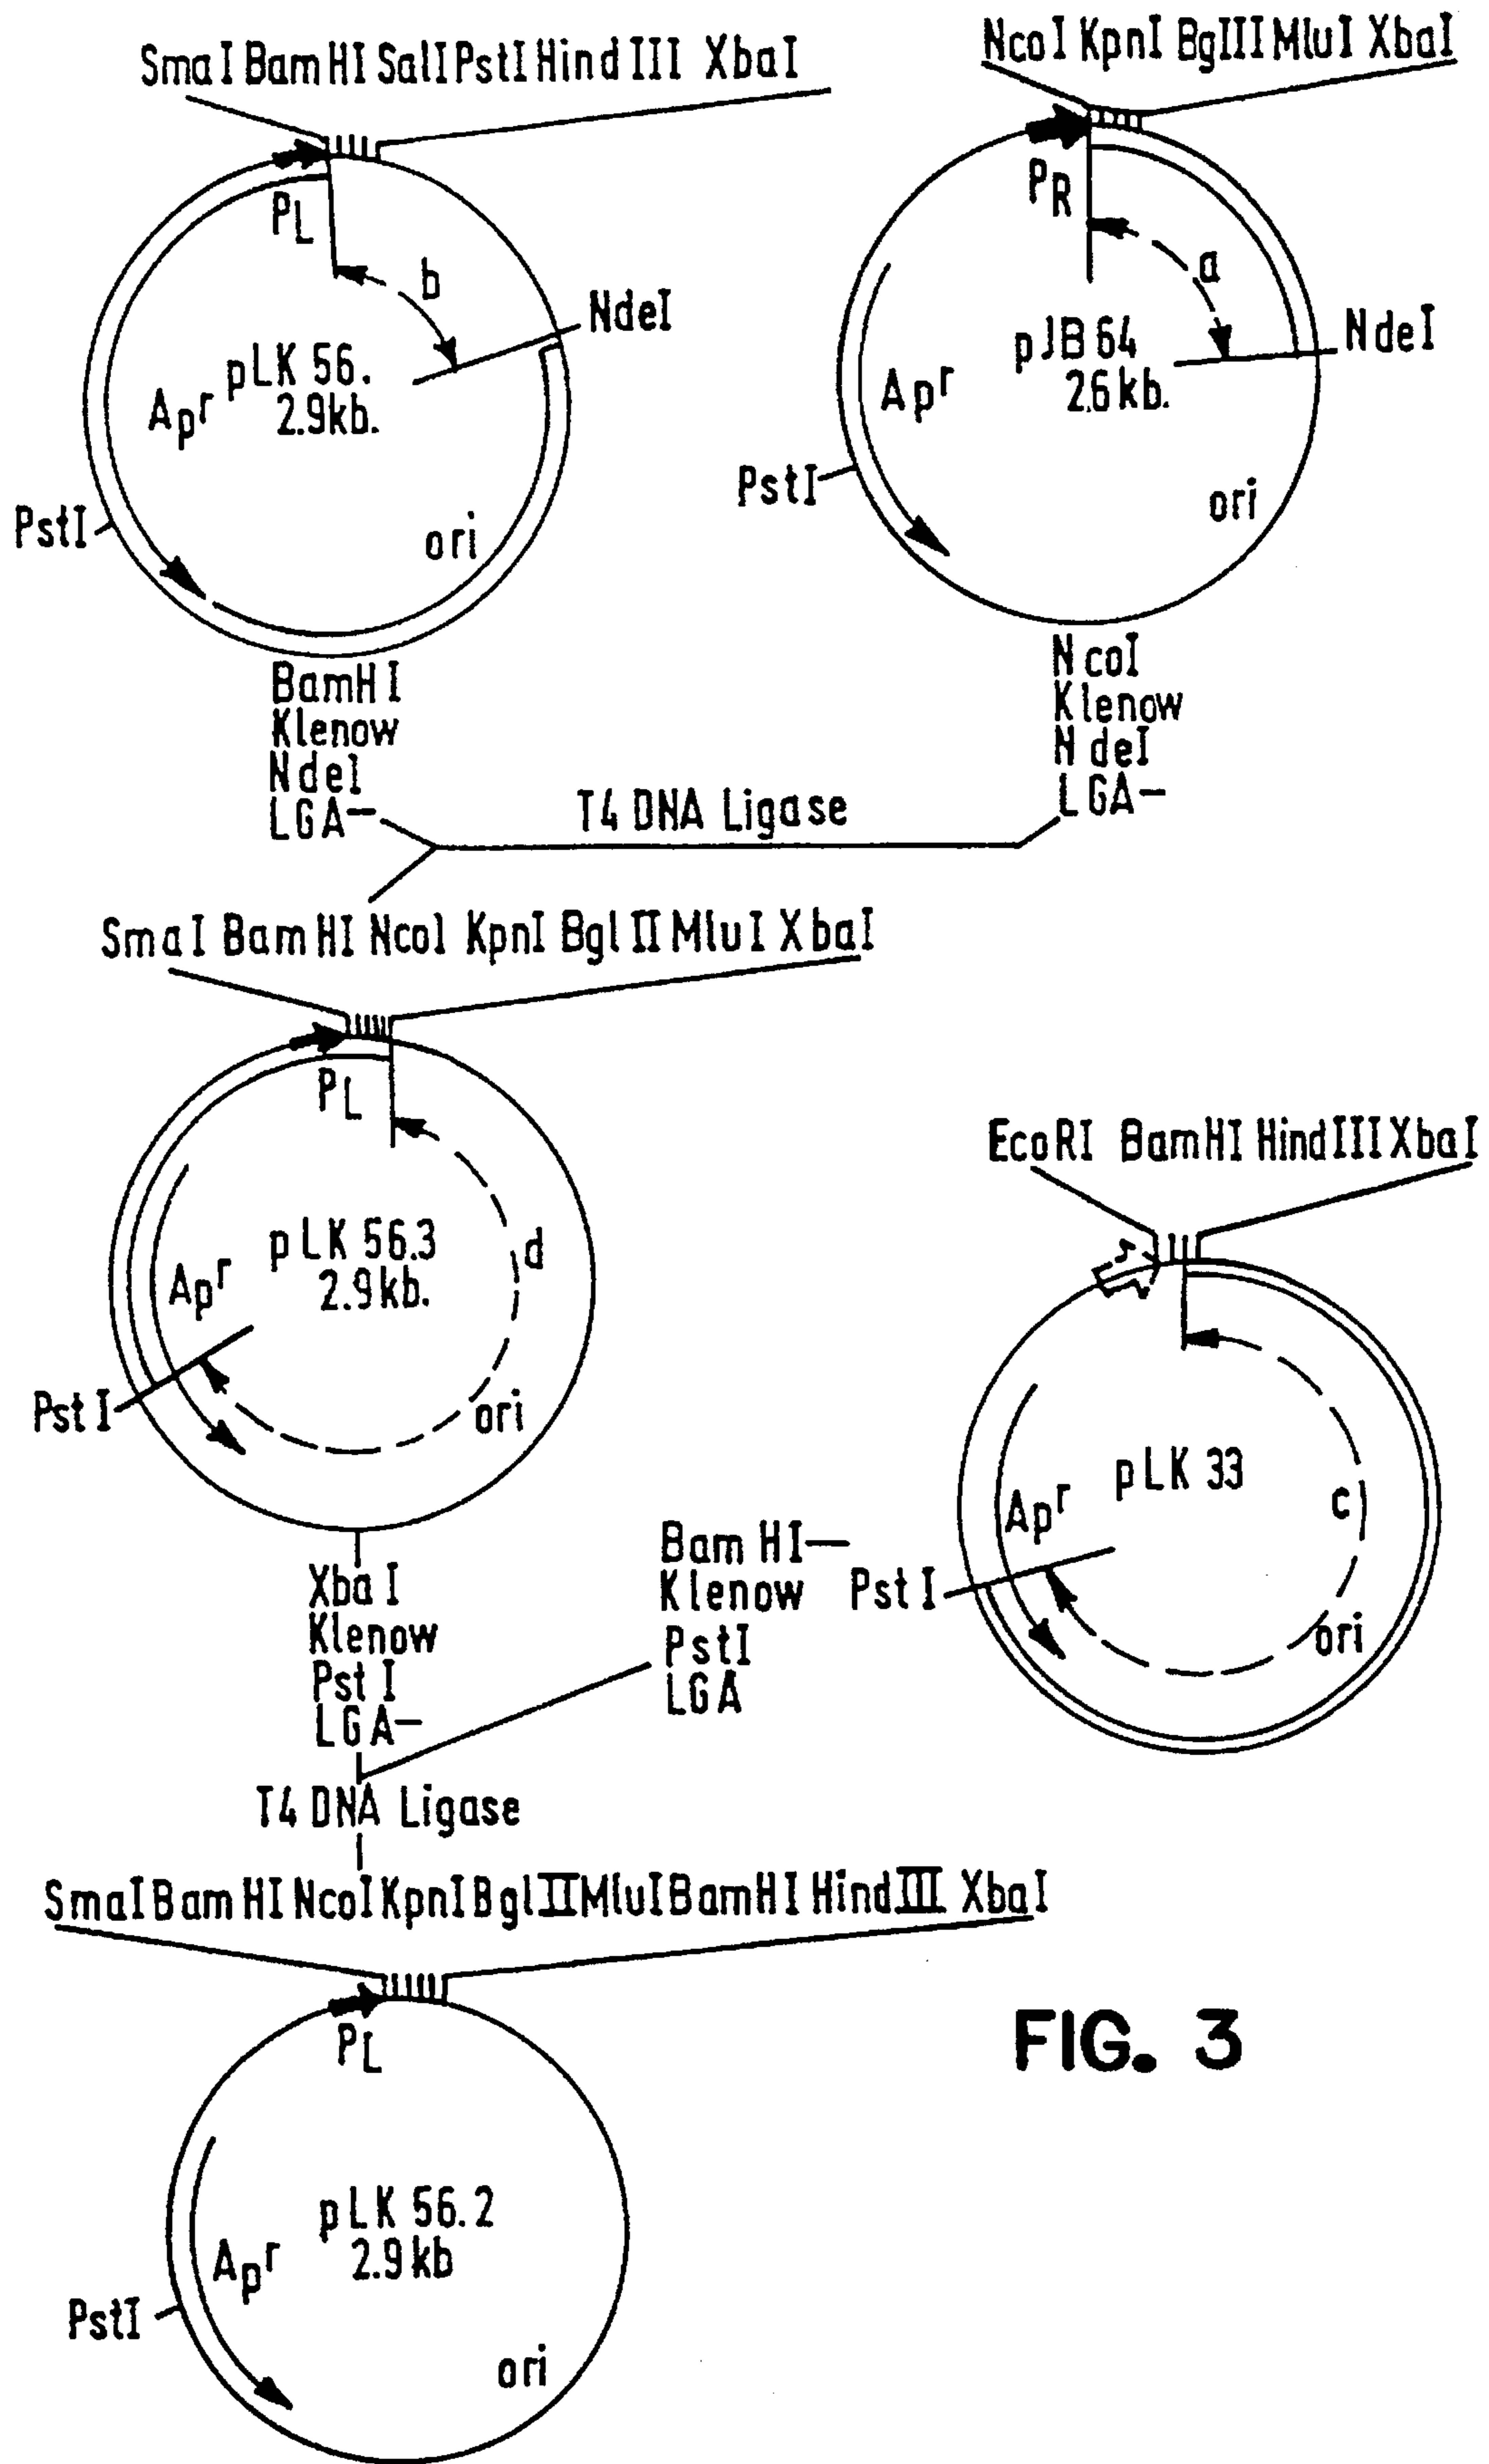 SmaI BamHI SalI PstI HindIII XbaI
PL
b
NdeI
pLK 56.
2.9kb.
Apr
PstI
ori
NcoI KpnI BgIII MluI XbaI
PR
a
NdeI
pJB 64
2.6 kb.
Apr
PstI
ori
BamHI
Klenow
NdeI
LGA-
T4 DNA Ligase
NcoI
Klenow
NdeI
LGA-
SmaI BamHI NcoI KpnI BglII MluI XbaI
PL
d
pLK 56.3
2.9kb.
Apr
PstI
ori
EcoRI BamHI HindIII XbaI
pLK 33
c
Apr
PstI
ori
XbaI
Klenow
PstI
LGA-
BamHI-
Klenow
PstI
LGA
T4 DNA Ligase
SmaI BamHI NcoI KpnI BglII MluI BamHI HindIII XbaI
PL
pLK 56.2
2.9kb
Apr
PstI
ori
FIG. 3